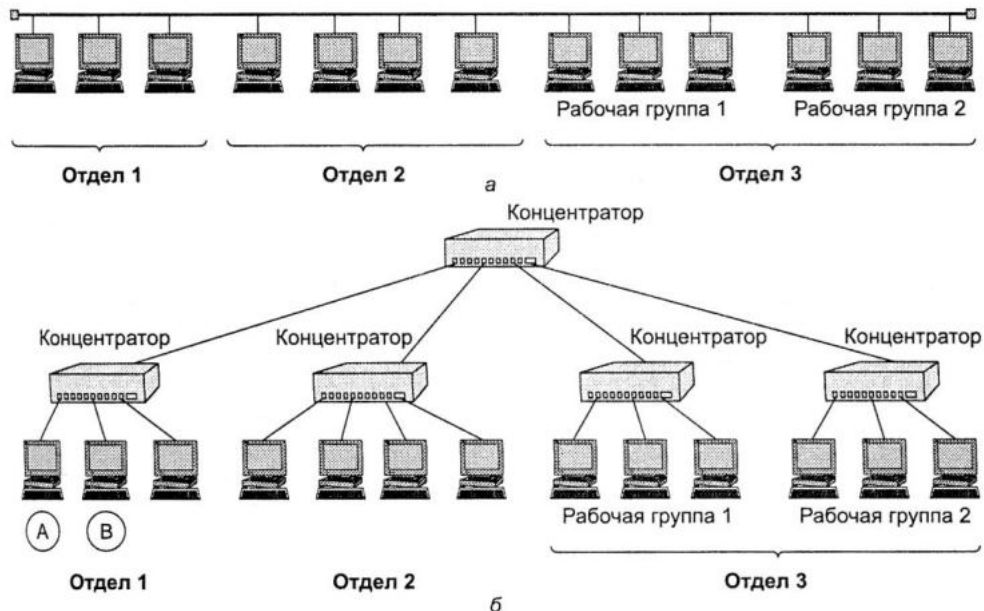 Рабочая группа 1 Рабочая группа 2
Отдел 1 Отдел 2 Отдел 3
а
Концентратор
Концентратор Концентратор Концентратор Концентратор
Рабочая группа 1 Рабочая группа 2
А В
Отдел 1 Отдел 2 Отдел 3
б